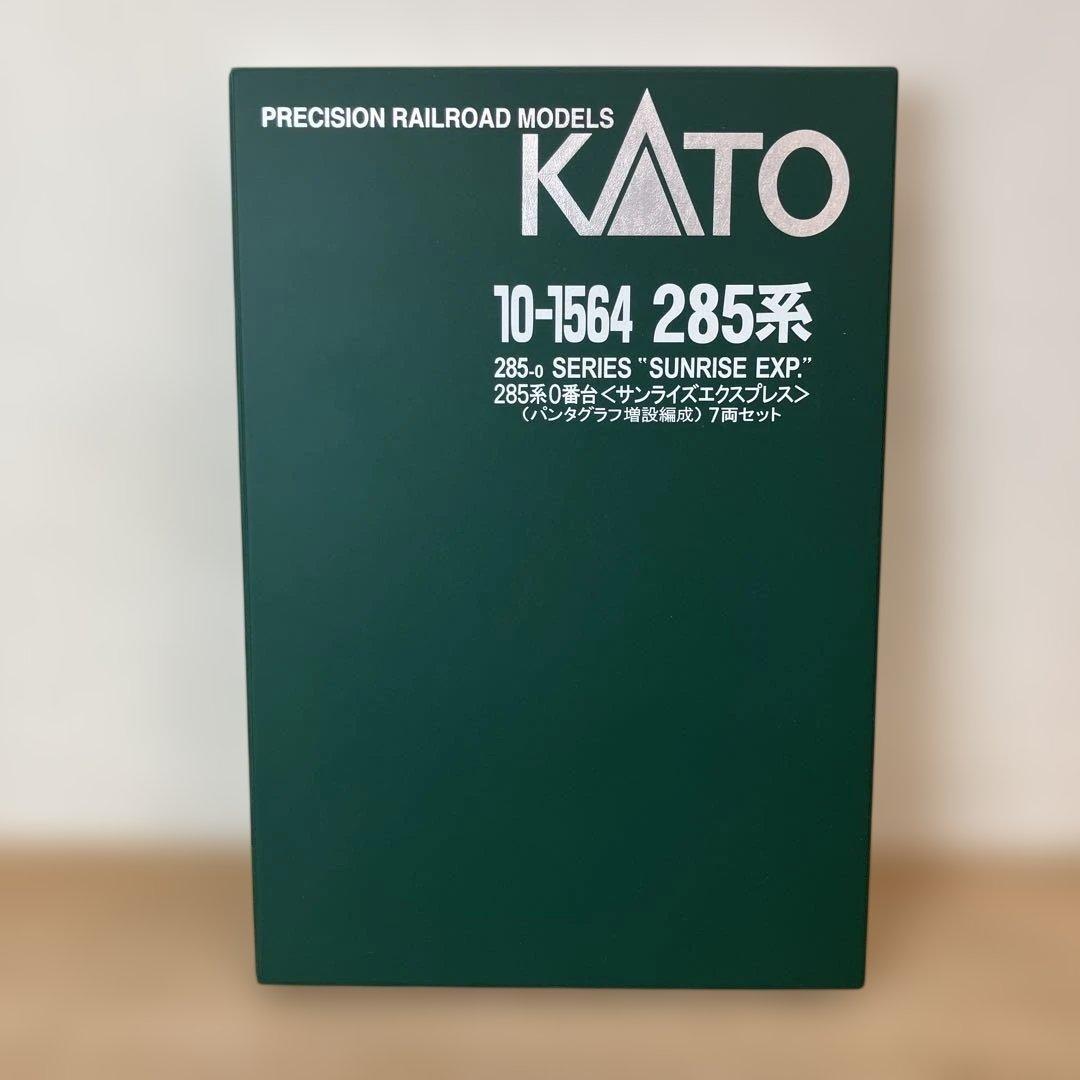 PRECISION RAILROAD MODELS
KATO
10-1564 285系
285-0 SERIES "SUNRISE EXP."
285系0番台<サンライズエクスプレス>
(パンタグラフ増設編成) 7両セット